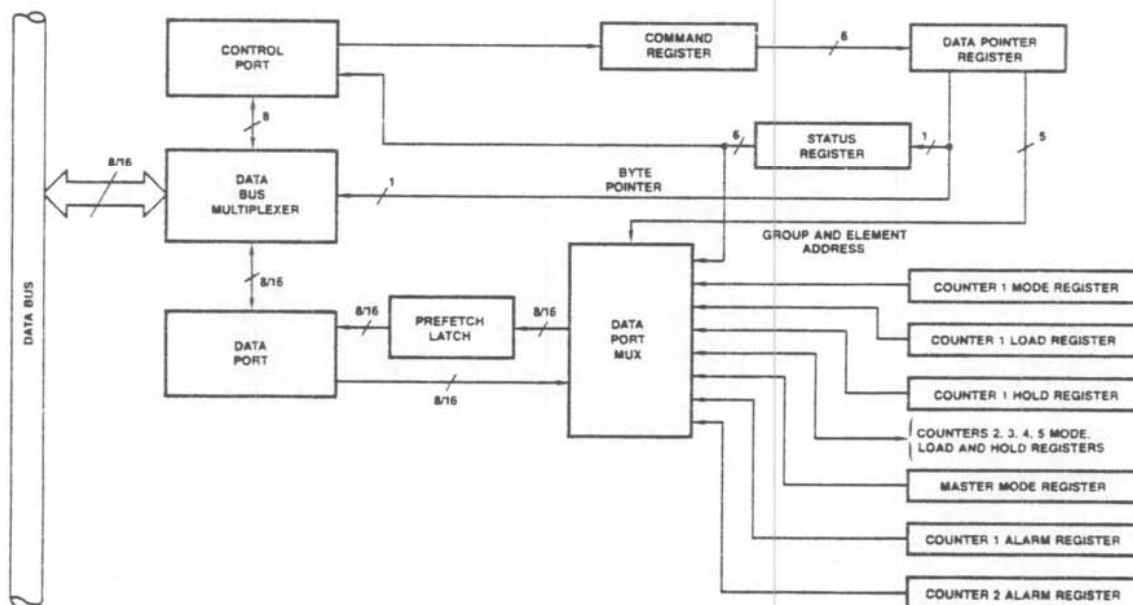 CONTROL
PORT
COMMAND
REGISTER
6
DATA POINTER
REGISTER
8
6
STATUS
REGISTER
1
5
8/16
DATA
BUS
MULTIPLEXER
1
BYTE
POINTER
GROUP AND ELEMENT
ADDRESS
8/16
DATA BUS
DATA
PORT
8/16
PREFETCH
LATCH
8/16
8/16
DATA
PORT
MUX
COUNTER 1 MODE REGISTER
COUNTER 1 LOAD REGISTER
COUNTER 1 HOLD REGISTER
COUNTERS 2, 3, 4, 5 MODE,
LOAD AND HOLD REGISTERS
MASTER MODE REGISTER
COUNTER 1 ALARM REGISTER
COUNTER 2 ALARM REGISTER